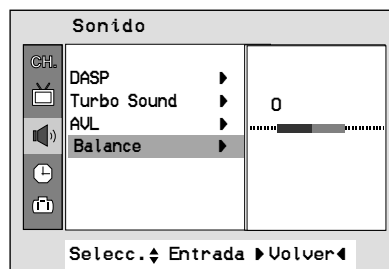 Sonido
CH.
DASP
Turbo Sound
AVL
Balance
0
Selecc. Entrada Volver